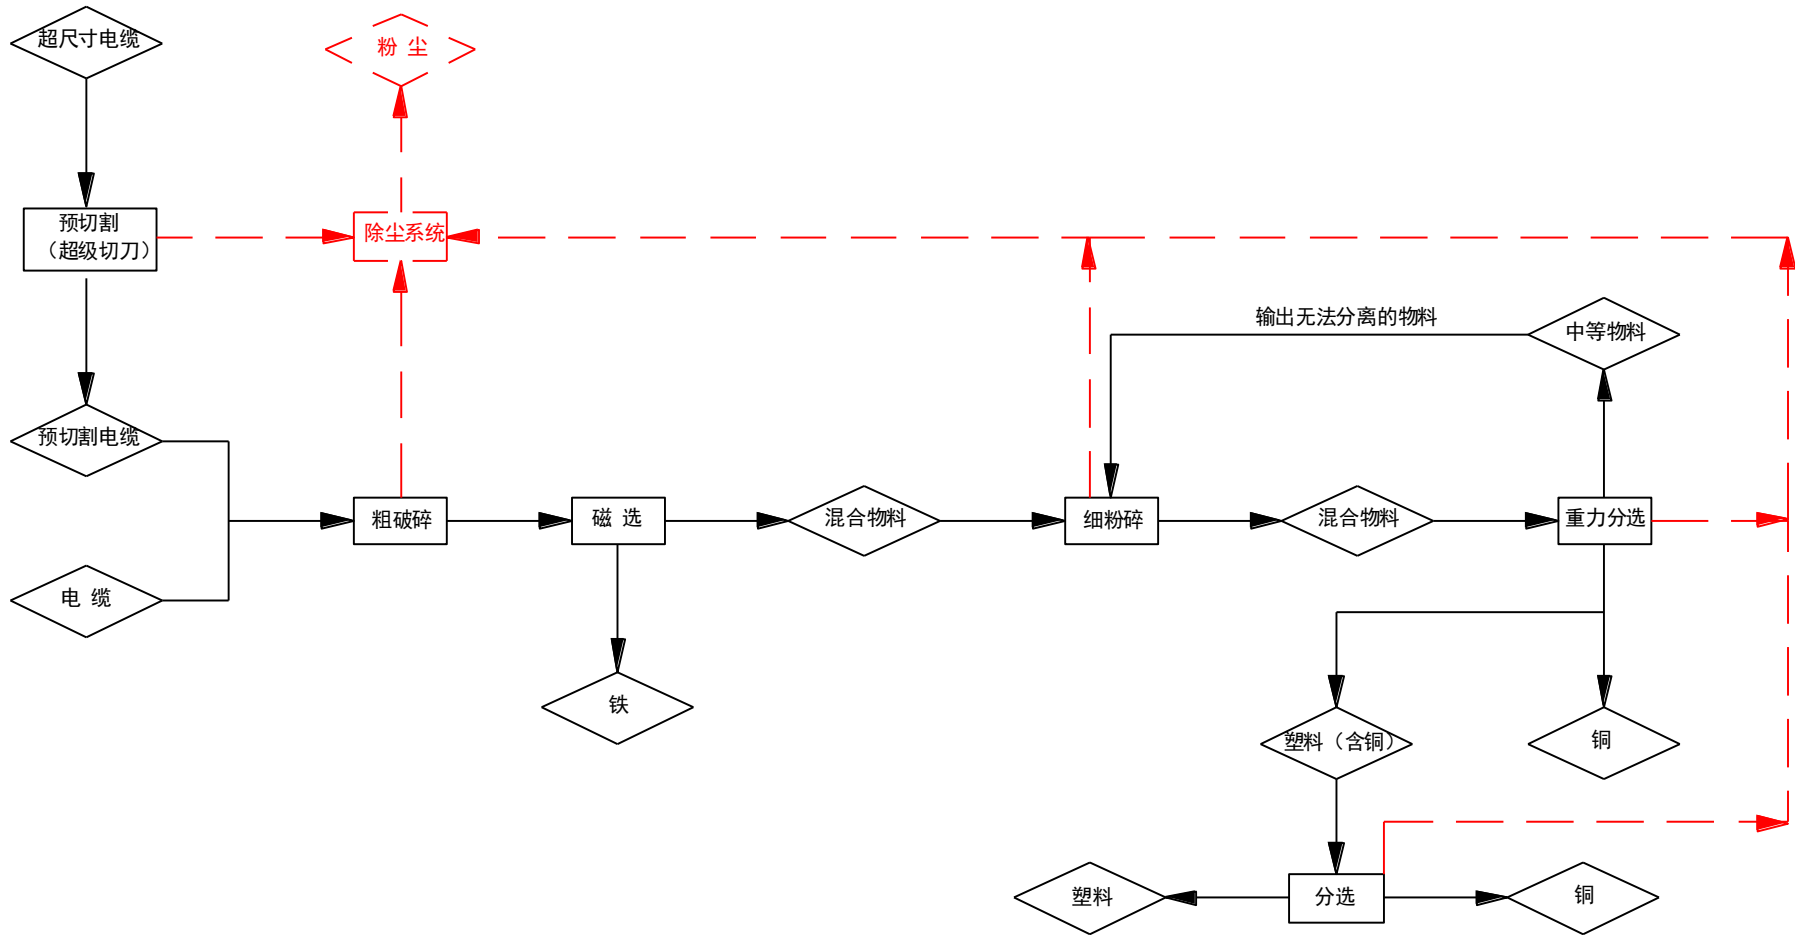 超尺寸电缆
粉 尘
预切割
（超级切刀）
除尘系统
输出无法分离的物料
中等物料
预切割电缆
粗破碎
磁 选
混合物料
细粉碎
混合物料
重力分选
电 缆
铁
塑料（含铜）
铜
塑料
分选
铜